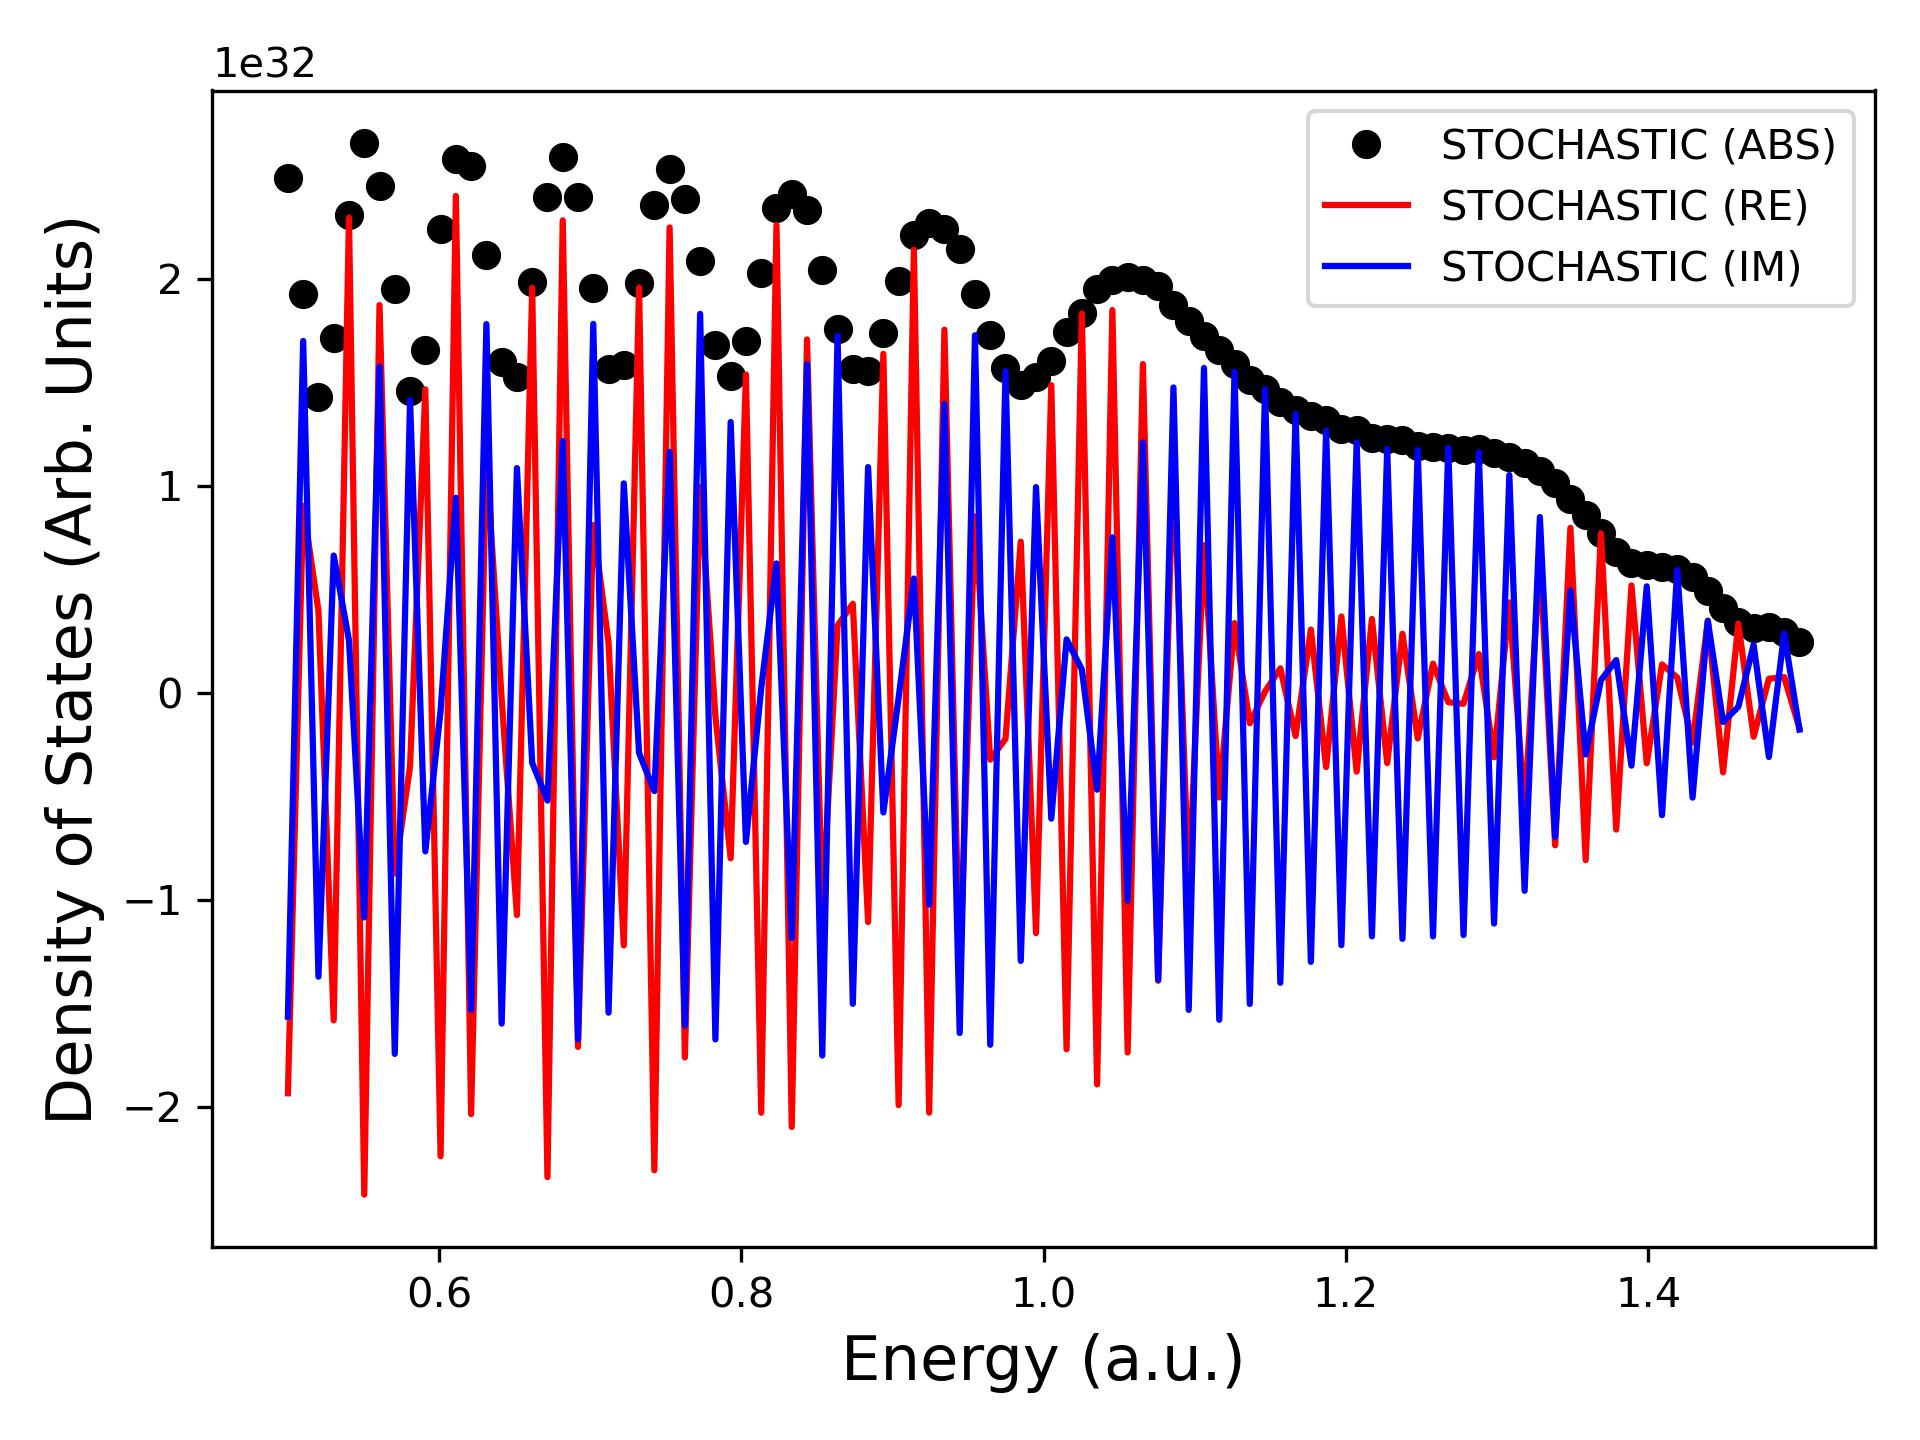 1e32
STOCHASTIC (ABS)
STOCHASTIC (RE)
STOCHASTIC (IM)
Density of States (Arb. Units)
2
1
0
−1
−2
0.6 0.8 1.0 1.2 1.4
Energy (a.u.)